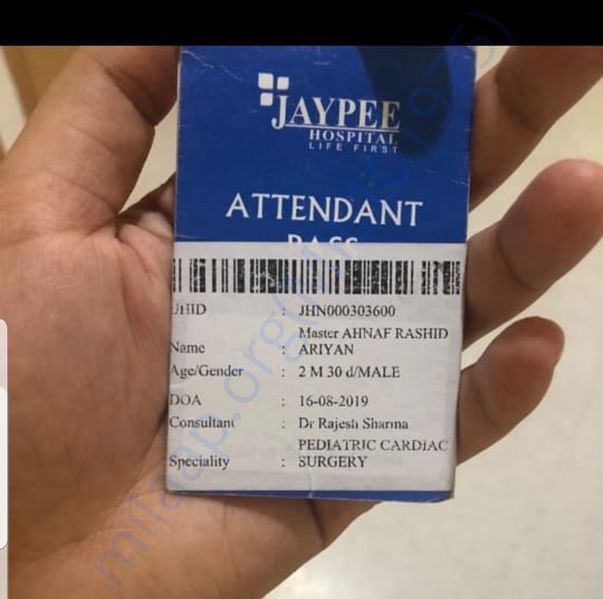 JAYPEE
HOSPITAL
LIFE FIRST
ATTENDANT
PASS
UHID : JHN000303600
Master AHNAF RASHID
Name : ARIYAN
Age/Gender : 2 M 30 d/MALE
DOA : 16-08-2019
Consultant : Dr Rajesh Sharma
PEDIATRIC CARDIAC
Speciality : SURGERY